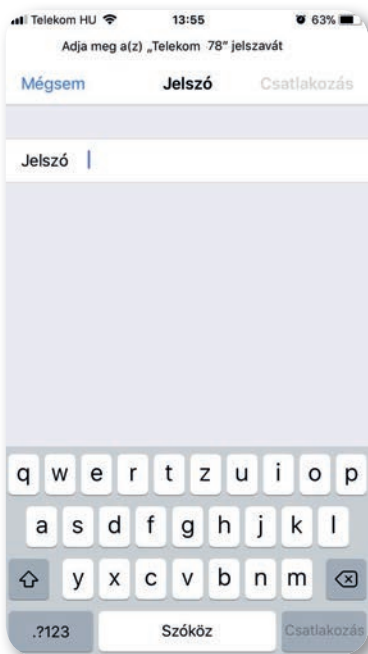 Telekom HU 13:55 63%
Adja meg a(z) „Telekom 78” jelszavát
Mégsem Jelszó Csatlakozás
Jelszó
q w e r t z u i o p
a s d f g h j k l
y x c v b n m
.?123 Szóköz Csatlakozás